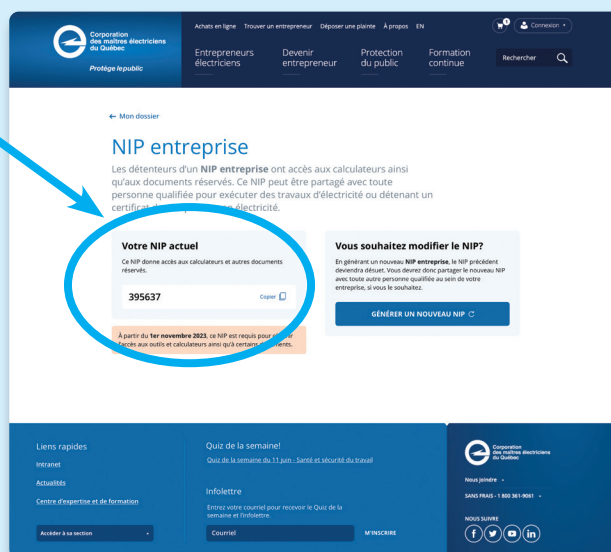 Corporation
des maîtres électriciens
du Québec
Protège le public
Achats en ligne Trouver un entrepreneur Déposer une plainte À propos EN
0
Connexion
Entrepreneurs
électriciens
Devenir
entrepreneur
Protection
du public
Formation
continue
Rechercher
← Mon dossier
NIP entreprise
Les détenteurs d'un NIP entreprise ont accès aux calculateurs ainsi
qu'aux documents réservés. Ce NIP peut être partagé avec toute
personne qualifiée pour exécuter des travaux d'électricité ou détenant un
électricité.
Votre NIP actuel
Ce NIP donne accès aux calculateurs et autres documents
réservés.
395637
Copier
À partir du 1er novembre 2023, ce NIP est requis pour
l'accès aux outils et calculateurs ainsi qu'à certains
Vous souhaitez modifier le NIP?
En générant un nouveau NIP entreprise, le NIP précédent
deviendra désuet. Vous devrez donc partager le nouveau NIP
avec toute autre personne qualifiée au sein de votre
entreprise, si vous le souhaitez.
GÉNÉRER UN NOUVEAU NIP
Liens rapides
Intranet
Actualités
Centre d'expertise et de formation
Accéder à sa section
Quiz de la semaine!
Quiz de la semaine du 11 juin - Santé et sécurité du travail
Infolettre
Entrez votre courriel pour recevoir le Quiz de la
semaine et l'infolettre.
Courriel
M'INSCRIRE
Corporation
des maîtres électriciens
du Québec
Nous joindre
SANS FRAIS - 1 800 361-9061
NOUS SUIVRE